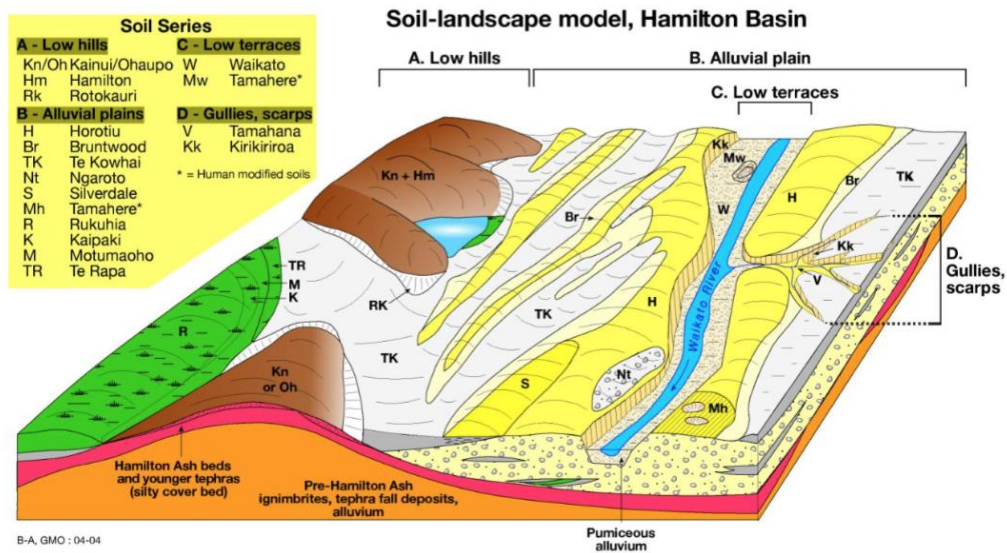 Soil-landscape model, Hamilton Basin
Soil Series
A - Low hills
Kn/Oh Kainui/Ohaupo
Hm Hamilton
Rk Rotokauri
B - Alluvial plains
H Horotiu
Br Bruntwood
TK Te Kowhai
Nt Ngaroto
S Silverdale
Mh Tamahere*
R Rukuhia
K Kaipaki
M Motumaoho
TR Te Rapa
C - Low terraces
W Waikato
Mw Tamahere*
D - Gullies, scarps
V Tamahana
Kk Kirikiriroa
* = Human modified soils
A. Low hills
B. Alluvial plain
C. Low terraces
Kn + Hm
Kk
Mw
W
H
Br
TK
Br
Kk
V
D.
Gullies,
scarps
TR
M
K
R
RK
TK
TK
H
Waikato River
Kn
or Oh
S
Nt
Mh
Hamilton Ash beds
and younger tephras
(silty cover bed)
Pre-Hamilton Ash
ignimbrites, tephra fall deposits,
alluvium
Pumiceous
alluvium
B-A, GMO : 04-04